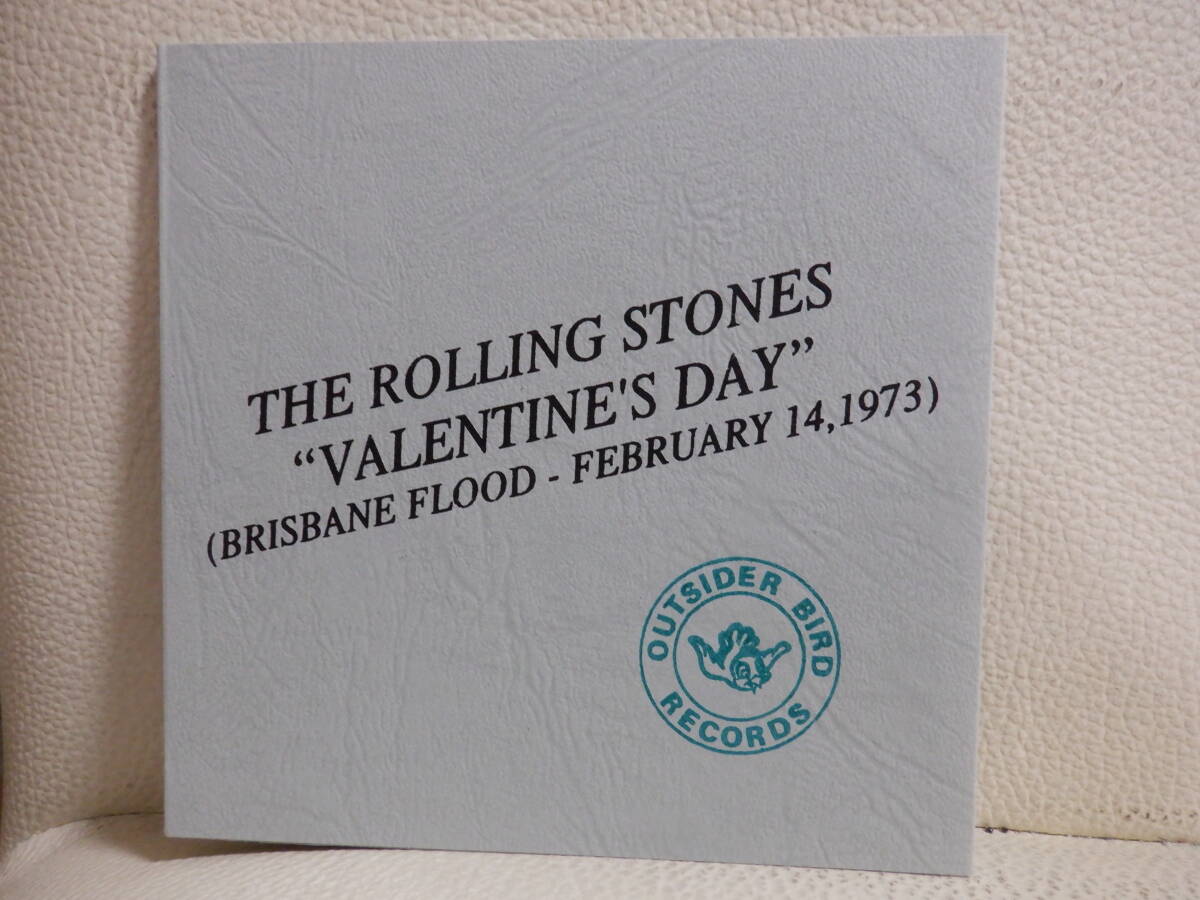 THE ROLLING STONES
“VALENTINE'S DAY”
(BRISBANE FLOOD - FEBRUARY 14,1973)
OUTSIDER BIRD
RECORDS